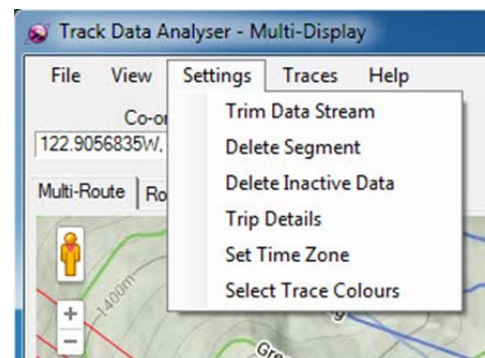 Track Data Analyser - Multi-Display
File View Settings Traces Help
Trim Data Stream
122.9056835W,
Delete Segment
Delete Inactive Data
Multi-Route
Trip Details
Set Time Zone
1400m
Select Trace Colours
+
-